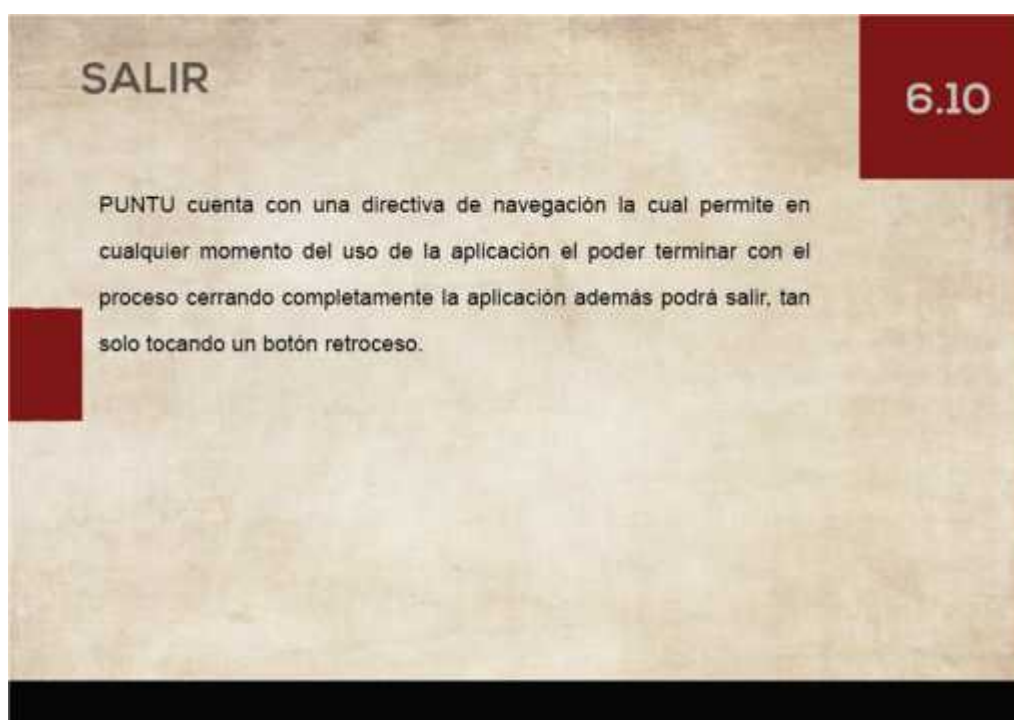 SALIR
6.10
PUNTU cuenta con una directiva de navegación la cual permite en
cualquier momento del uso de la aplicación el poder terminar con el
proceso cerrando completamente la aplicación además podrá salir, tan
solo tocando un botón retroceso.